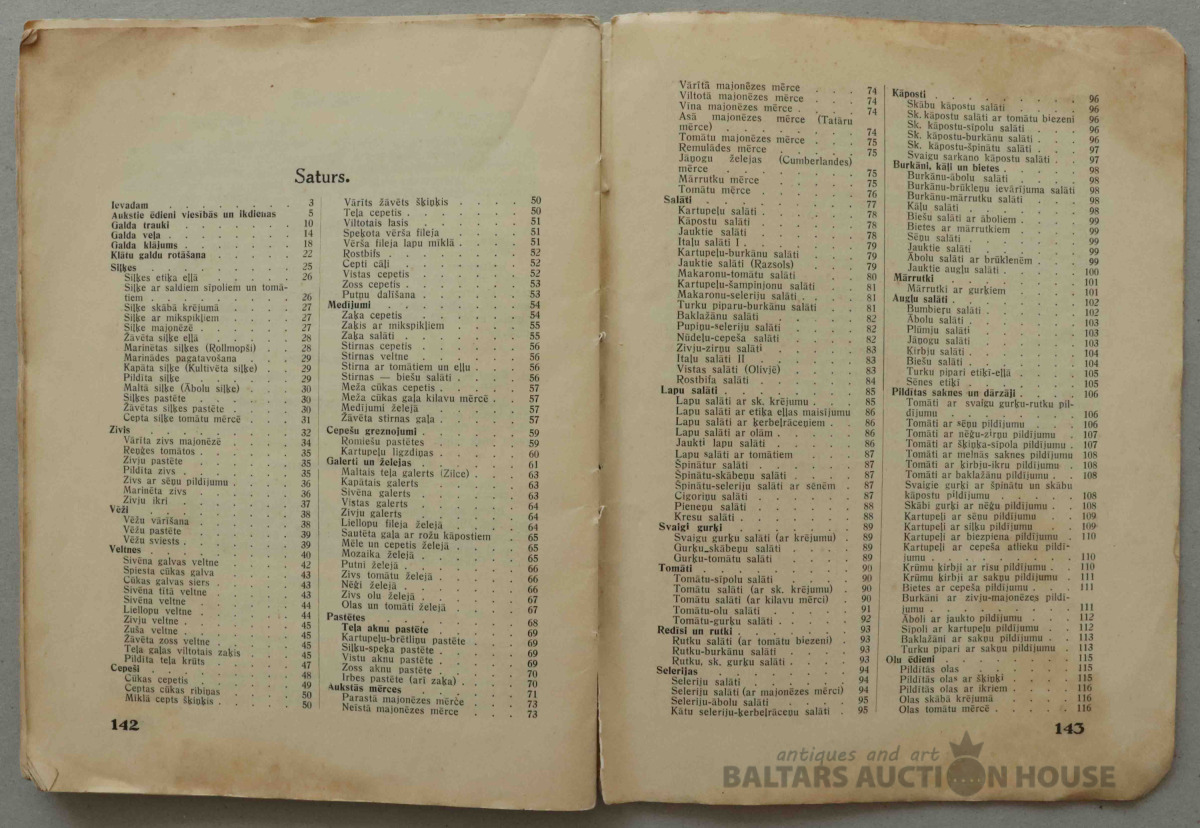 Saturs.
Ievadam 3
Aukstie ēdieni viesībās un ikdienas 5
Galda trauki 10
Galda veļa 14
Galda klājums 18
Klātu galdu rotāšana 22
Siļķes 25
Siļķes etiķa eļļā 26
Siļķe ar saldiem sīpoliem un tomā-
tiem 26
Siļķe skābā krējumā 27
Siļķe ar mikspikļiem 27
Siļķe majonēzē 27
Žāvēta siļķe eļļā 28
Marinētas siļķes (Rollmopši) 28
Marinādes pagatavošana 29
Kapāta siļķe (Kultivēta siļķe) 29
Pildīta siļķe 29
Maltā siļķe (Ābolu siļķe) 30
Siļķes pastēte 30
Žāvētas siļķes pastēte 30
Cepta siļķe tomātu mērcē 31
Zivis 32
Vārīta zivs majonēzē 34
Reņģes tomātos 35
Zivju pastēte 35
Pildīta zivs 35
Zivs ar sēņu pildījumu 36
Marinēta zivs 36
Zivju ikri 37
Vēži 38
Vēžu vārīšana 38
Vēžu pastēte 39
Vēžu sviests 39
Veltnes 40
Sivēna galvas veltne 42
Spiesta cūkas galva 43
Cūkas galvas siers 43
Sivēna tītā veltne 43
Sivēna veltne 44
Liellopu veltne 44
Zivju veltne 45
Zuša veltne 45
Žāvēta zoss veltne 45
Teļa gaļas viltotais zaķis 45
Pildīta teļa krūts 47
Cepeši 48
Cūkas cepetis 49
Ceptas cūkas ribiņas 50
Mīklā cepts šķiņķis 50
142
Vārīts žāvēts šķiņķis 50
Teļa cepetis 50
Viltotais lasis 51
Speķota vērša fileja 51
Vērša fileja lapu mīklā 51
Rostbifs 52
Cepti cāļi 52
Vistas cepetis 52
Zoss cepetis 53
Putņu dalīšana 53
Medījumi 54
Zaķa cepetis 54
Zaķis ar mikspikļiem 55
Zaķa salāti 55
Stirnas cepetis 56
Stirnas veltne 56
Stirna ar tomātiem un eļļu 56
Stirnas — biešu salāti 56
Meža cūkas cepetis 57
Meža cūkas gaļa kilavu mērcē 57
Medījumi želejā 57
Žāvēta stirnas gaļa 57
Cepešu greznojumi 59
Romiešu pastētes 59
Kartupeļu ligzdiņas 60
Galerti un želejas 61
Maltais teļa galerts (Zilce) 63
Kapātais galerts 63
Sivēna galerts 63
Vistas galerts 64
Zivju galerts 64
Liellopu fileja želejā 64
Sautēta gaļa ar rožu kāpostiem 65
Mēle un cepetis želejā 65
Mozaika želejā 65
Putni želejā 66
Zivs tomātu želejā 66
Nēģi želejā 66
Zivs olu želejā 67
Olas un tomāti želejā 67
Pastētes 68
Teļa aknu pastēte 69
Kartupeļu-brētliņu pastēte 69
Siļķu-speķa pastēte 69
Vistu aknu pastēte 69
Zoss aknu pastēte 70
Irbes pastēte (arī zaķa) 70
Aukstās mērces 71
Parastā majonēzes mērce 73
Neīstā majonēzes mērce 73
Vārītā majonēzes mērce 74
Viltotā majonēzes mērce 74
Vīna majonēzes mērce 74
Asā majonēzes mērce (Tatāru
mērce) 74
Tomātu majonēzes mērce 75
Remulādes mērce 75
Jāņogu želejas (Cumberlandes)
mērce 75
Mārrutku mērce 75
Tomātu mērce 76
Salāti 77
Kartupeļu salāti 78
Kāpostu salāti 78
Jauktie salāti 78
Itaļu salāti I 79
Kartupeļu-burkānu salāti 79
Jauktie salāti (Razsols) 79
Makaronu-tomātu salāti 80
Kartupeļu-šampinjonu salāti 81
Makaronu-seleriju salāti 81
Turku piparu-burkānu salāti 81
Baklažānu salāti 82
Pupiņu-seleriju salāti 82
Nūdeļu-cepeša salāti 82
Zivju-zirņu salāti 83
Itaļu salāti II 83
Vistas salāti (Olivjē) 83
Rostbifa salāti 84
Lapu salāti 85
Lapu salāti ar sk. krējumu 85
Lapu salāti ar etiķa eļļas maisījumu 86
Lapu salāti ar ķerbeļrāceņiem 86
Lapu salāti ar olām 86
Jaukti lapu salāti 86
Lapu salāti ar tomātiem 87
Spinātur salāti 87
Spinātu-skābeņu salāti 87
Spinātu-seleriju salāti ar sēnēm 87
Cigoriņu salāti 87
Pieneņu salāti 88
Kresu salāti 88
Svaigi gurķi 89
Svaigu gurķu salāti (ar krējumu) 89
Gurķu-skābeņu salāti 89
Gurķu-tomātu salāti 89
Tomāti 90
Tomātu-sīpolu salāti 90
Tomātu salāti (ar sk. krējumu) 90
Tomātu salāti (ar kilavu mērci) 90
Tomātu-olu salāti 91
Tomātu-gurķu salāti 92
Redīsi un rutki 93
Rutku salāti (ar tomātu biezeni) 93
Rutku-burkānu salāti 93
Rutku, sk. gurķu salāti 93
Selerijas 94
Seleriju salāti 94
Seleriju salāti (ar majonēzes mērci) 94
Seleriju-ābolu salāti 95
Kātu seleriju-ķerbeļrāceņu salāti 95
Kāposti 96
Skābu kāpostu salāti 96
Sk. kāpostu salāti ar tomātu biezeni 96
Sk. kāpostu-sīpolu salāti 96
Sk. kāpostu-burkānu salāti 96
Sk. kāpostu-špinātu salāti 97
Svaigu sarkano kāpostu salāti 97
Burkāni, kāļi un bietes 98
Burkānu-ābolu salāti 98
Burkānu-brūkleņu ievārījuma salāti 98
Burkānu-mārrutku salāti 98
Kāļu salāti 98
Biešu salāti ar āboliem 99
Bietes ar mārrutkiem 99
Sēņu salāti 99
Jauktie salāti 99
Ābolu salāti ar brūklenēm 99
Jauktie augļu salāti 100
Mārrutki 101
Mārrutki ar gurķiem 101
Augļu salāti 102
Bumbieŗu salāti 102
Ābolu salāti 103
Plūmju salāti 103
Jāņogu salāti 103
Ķirbju salāti 104
Biešu salāti 104
Turku pipari etiķī-eļļā 105
Sēnes etiķī 105
Pildītas saknes un dārzāji 106
Tomāti ar svaigu gurķu-rutku pil-
dījumu 106
Tomāti ar sēņu pildījumu 106
Tomāti ar nēģu-zirņu pildījumu 107
Tomāti ar šķiņķa-sīpola pildījumu 107
Tomāti ar melnās saknes pildījumu 108
Tomāti ar ķirbju-ikru pildījumu 108
Tomāti ar baklažānu pildījumu 108
Svaigie gurķi ar špinātu un skābu
kāpostu pildījumu 108
Skābi gurķi ar nēģu pildījumu 108
Kartupeļi ar sēņu pildījumu 109
Kartupeļi ar siļķu pildījumu 109
Kartupeļi ar biezpiena pildījumu 110
Kartupeļi ar cepeša atlieku pildī-
jumu 110
Krūmu ķirbji ar rīsu pildījumu 110
Krūmu ķirbji ar sakņu pildījumu 111
Bietes ar cepeša pildījumu 111
Burkāni ar zivju-majonēzes pildī-
jumu 111
Āboli ar jaukto pildījumu 112
Sīpoli ar kartupeļu pildījumu 112
Baklažāni ar sakņu pildījumu 113
Turku pipari ar sakņu pildījumu 113
Olu ēdieni 115
Pildītās olas 115
Pildītās olas ar šķiņķi 115
Pildītās olas ar ikriem 116
Olas skābā krējumā 116
Olas tomātu mērcē 116
143
antiques and art
BALTARS AUCTION HOUSE